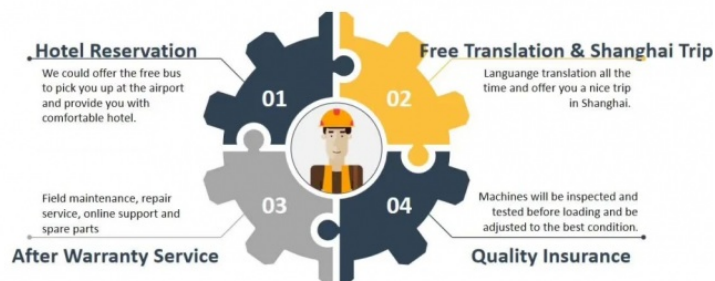 Hotel Reservation
We could offer the free bus
to pick you up at the airport
and provide you with
comfortable hotel.
01
Free Translation & Shanghai Trip
Languange translation all the
time and offer you a nice trip
in Shanghai.
02
Field maintenance, repair
service, online support and
spare parts
After Warranty Service
03
Machines will be inspected and
tested before loading and be
adjusted to the best condition.
Quality Insurance
04